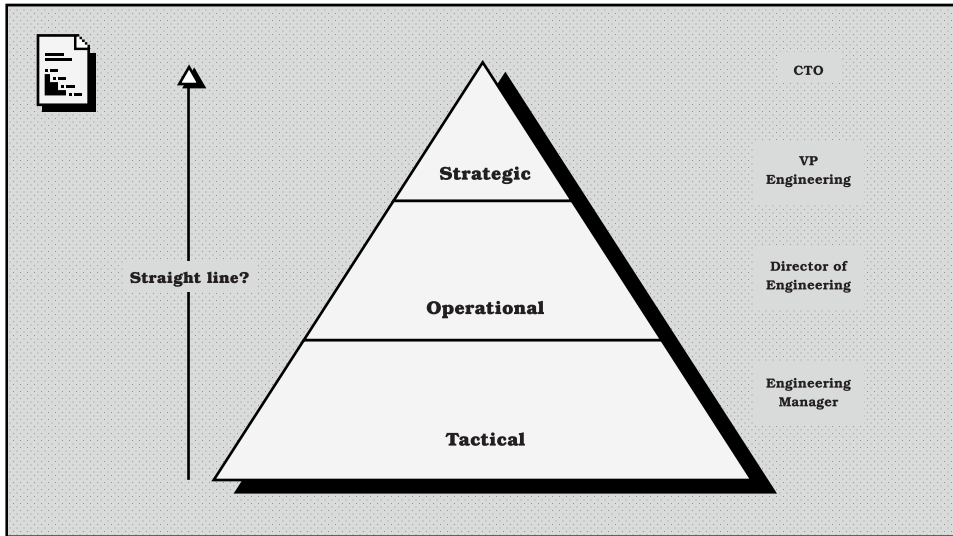 CTO
Strategic
VP
Engineering
Straight line?
Director of
Engineering
Operational
Engineering
Manager
Tactical